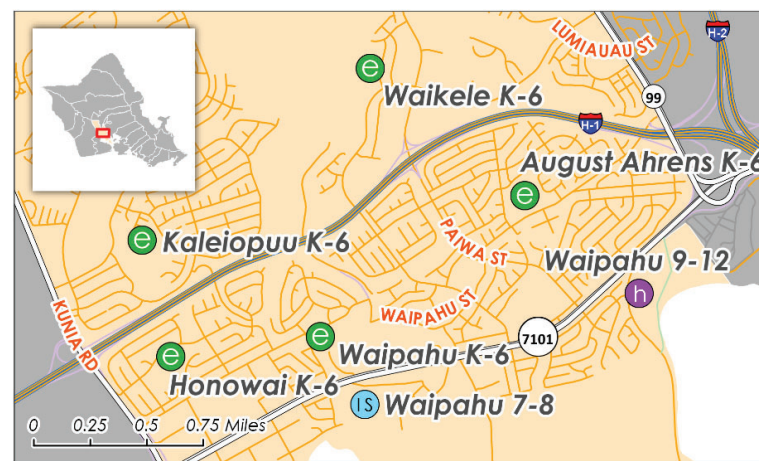 LUMIAUAU ST
H-2
e
Waikele K-6
99
H-1
August Ahrens K-6
e
e
Kaleiopuu K-6
PAIWA ST
Waipahu 9-12
h
KUNIA RD
WAIPAHU ST
7101
e
Waipahu K-6
e
Honowai K-6
IS
Waipahu 7-8
0 0.25 0.5 0.75 Miles